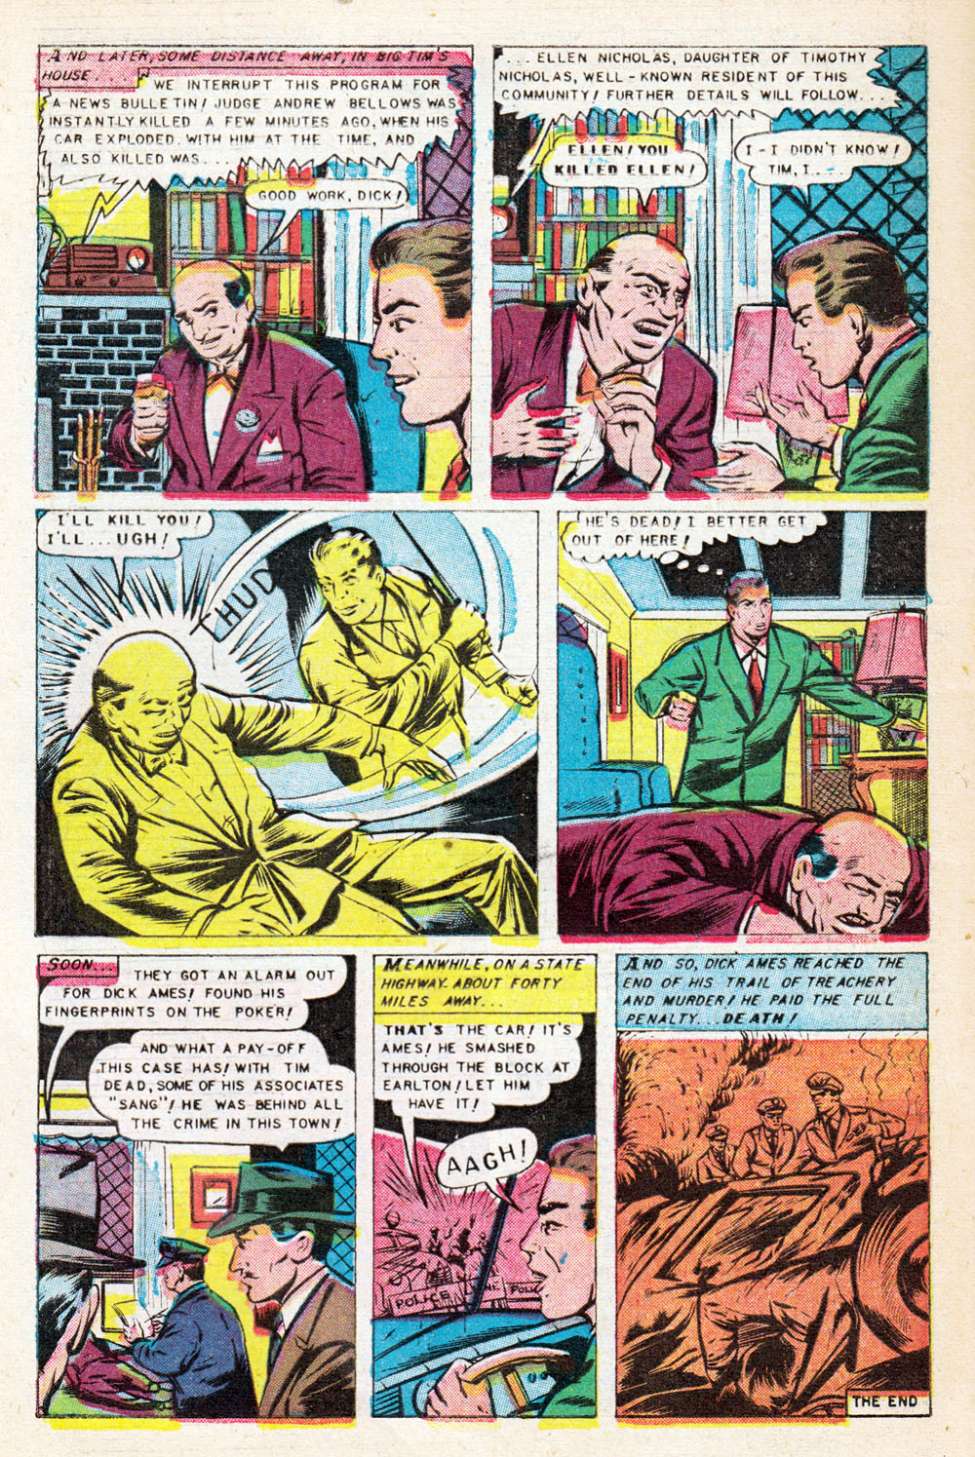 AND LATER, SOME DISTANCE AWAY, IN BIG TIM'S
HOUSE....
WE INTERRUPT THIS PROGRAM FOR
A NEWS BULLETIN! JUDGE ANDREW BELLOWS WAS
INSTANTLY KILLED A FEW MINUTES AGO, WHEN HIS
CAR EXPLODED WITH HIM AT THE TIME, AND
ALSO KILLED WAS...
GOOD WORK, DICK!
... ELLEN NICHOLAS, DAUGHTER OF TIMOTHY
NICHOLAS, WELL-KNOWN RESIDENT OF THIS
COMMUNITY! FURTHER DETAILS WILL FOLLOW...
ELLEN! YOU
KILLED ELLEN!
I-I DIDN'T KNOW!
TIM, I....
I'LL KILL YOU!
I'LL...UGH!
THUD
HE'S DEAD! I BETTER GET
OUT OF HERE!
SOON...
THEY GOT AN ALARM OUT
FOR DICK AMES! FOUND HIS
FINGERPRINTS ON THE POKER!
AND WHAT A PAY-OFF
THIS CASE HAS! WITH TIM
DEAD, SOME OF HIS ASSOCIATES
"SANG"! HE WAS BEHIND ALL
THE CRIME IN THIS TOWN!
MEANWHILE, ON A STATE
HIGHWAY ABOUT FORTY
MILES AWAY...
THAT'S THE CAR! IT'S
AMES! HE SMASHED
THROUGH THE BLOCK AT
EARLTON! LET HIM
HAVE IT!
AAGH!
POLICE
AND SO, DICK AMES REACHED THE
END OF HIS TRAIL OF TREACHERY
AND MURDER! HE PAID THE FULL
PENALTY...DEATH!
THE END